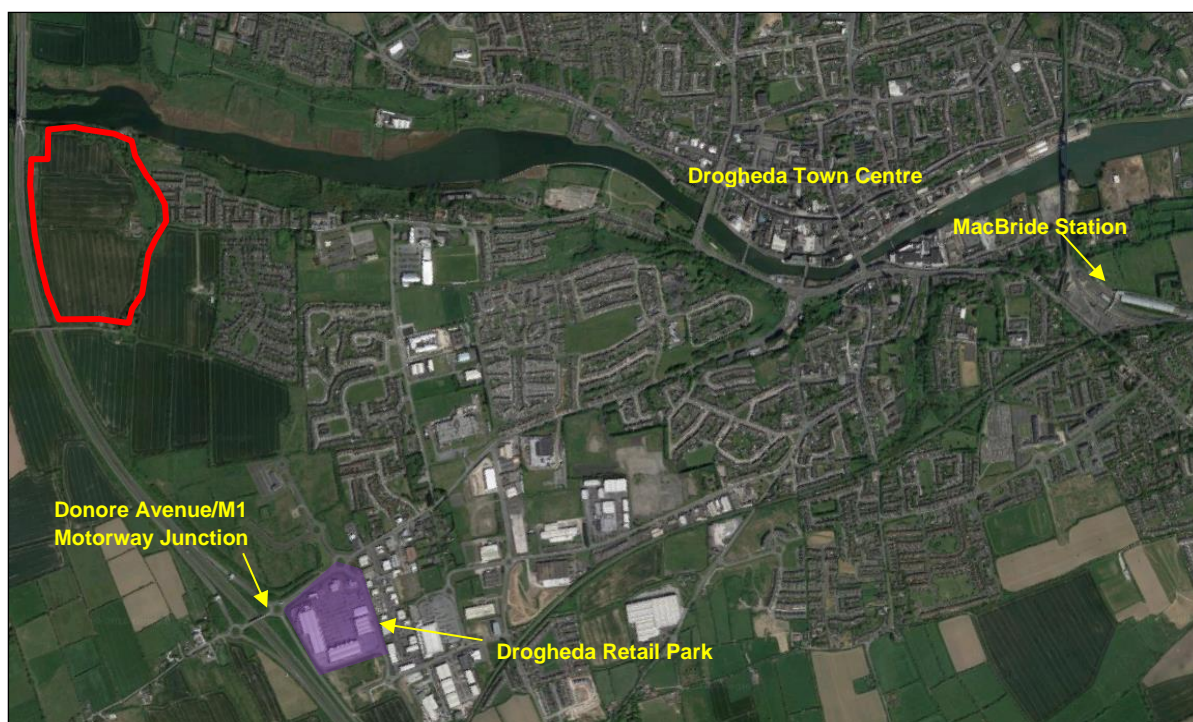 Drogheda Town Centre
MacBride Station
Donore Avenue/M1
Motorway Junction
Drogheda Retail Park